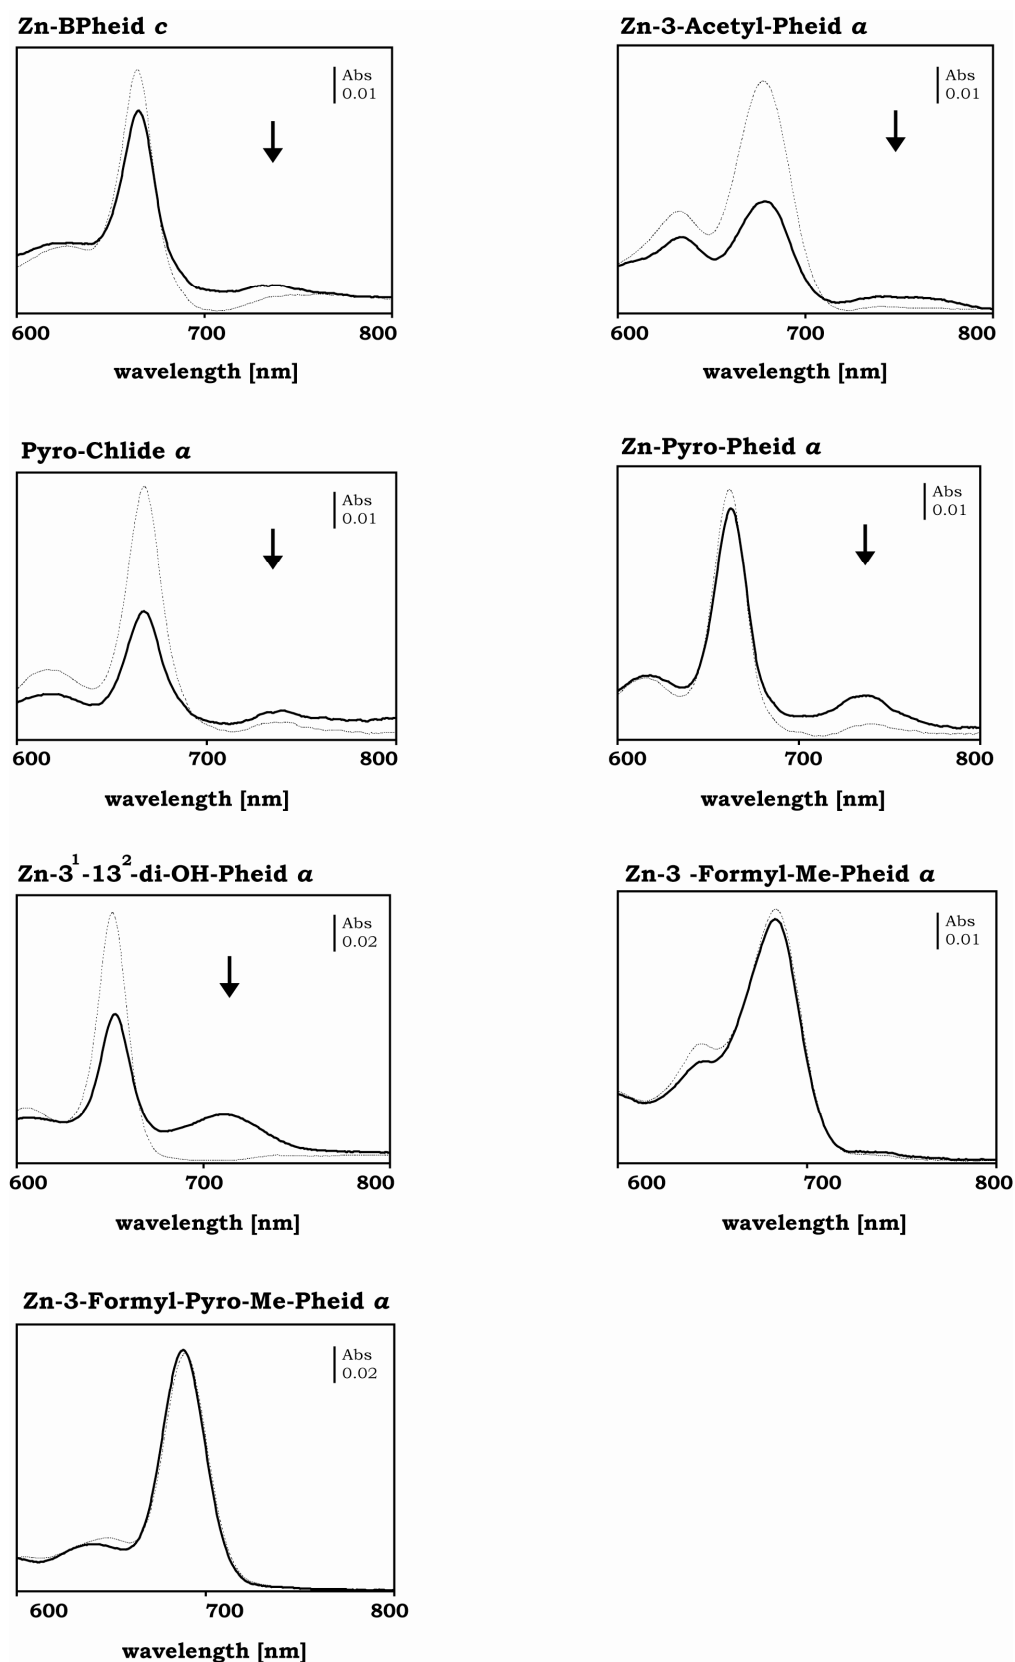 Zn-BPheid c
Abs
0.01
600 700 800
wavelength [nm]
Zn-3-Acetyl-Pheid a
Abs
0.01
600 700 800
wavelength [nm]
Pyro-Chlide a
Abs
0.01
600 700 800
wavelength [nm]
Zn-Pyro-Pheid a
Abs
0.01
600 700 800
wavelength [nm]
Zn-3¹-13²-di-OH-Pheid a
Abs
0.02
600 700 800
wavelength [nm]
Zn-3 -Formyl-Me-Pheid a
Abs
0.01
600 700 800
wavelength [nm]
Zn-3-Formyl-Pyro-Me-Pheid a
Abs
0.02
600 700 800
wavelength [nm]